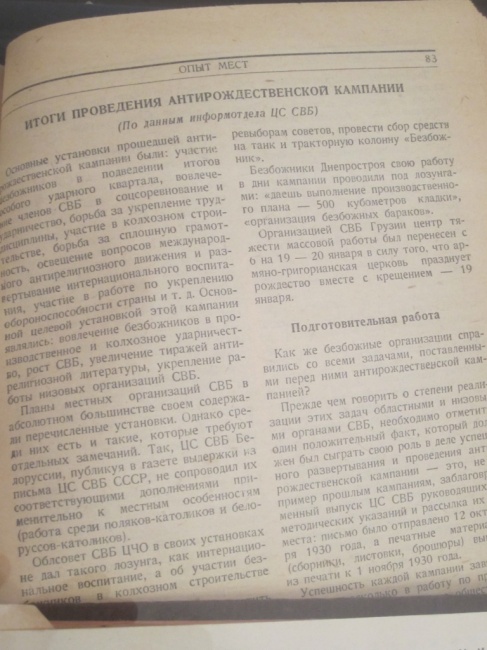 ОПЫТ МЕСТ
83
ИТОГИ ПРОВЕДЕНИЯ АНТИРОЖДЕСТВЕНСКОЙ КАМПАНИИ
(По данным информотдела ЦС СВБ)
Основные установки прошедшей анти-
рождественской кампании были: участие
безбожников в подведении итогов
особого ударного квартала, вовлече-
ние членов СВБ в соцсоревнование и
ударничество, борьба за укрепление труд-
дисциплины, участие в колхозном строи-
тельстве, борьба за сплошную грамот-
ность, освещение вопросов международ-
ного антирелигиозного движения и раз-
вертывание интернационального воспита-
ния, участие в работе по укреплению
обороноспособности страны и т. д. Основ-
ной целевой установкой этой кампании
являлись: вовлечение безбожников в про-
изводственное и колхозное ударничест-
во, рост СВБ, увеличение тиражей анти-
религиозной литературы, укрепление ра-
боты низовых организаций СВБ.
Планы местных организаций СВБ в
абсолютном большинстве своем содержа-
ли перечисленные установки. Однако сре-
ди них есть и такие, которые требуют
отдельных замечаний. Так, ЦС СВБ Бе-
лоруссии, публикуя в газете выдержки из
письма ЦС СВБ СССР, не сопроводил их
соответствующими дополнениями при-
менительно к местным особенностям
(работа среди поляков-католиков и бело-
руссов-католиков).
Облсовет СВБ ЦЧО в своих установках
не дал такого лозунга, как интернацио-
нальное воспитание, а об участии без-
божников в колхозном строительстве
ревыборам советов, провести сбор средств
на танк и тракторную колонну «Безбож-
ник».
Безбожники Днепростроя свою работу
в дни кампании проводили под лозунга-
ми: «даешь выполнение производственно-
го плана — 500 кубометров кладки»,
«организация безбожных бараков».
Организацией СВБ Грузии центр тя-
жести массовой работы был перенесен с
6 на 19 — 20 января в силу того, что ар-
мяно-григорианская церковь празднует
рождество вместе с крещением — 19
января.
Подготовительная работа
Как же безбожные организации спра-
вились со всеми задачами, поставленны-
ми перед ними антирождественской кам-
панией?
Прежде чем говорить о степени реали-
зации этих задач областными и низовы-
ми органами СВБ, необходимо отметит
один положительный факт, который дол
жен был сыграть свою роль в деле успеш
ного развертывания и проведения ант
рождественской кампании — это, не
пример прошлым кампаниям, заблаговр
менный выпуск ЦС СВБ руководящих
методических указаний и рассылка их
места: письмо было отправлено 12 окт
ря 1930 года, а печатные матери
(сборники, листовки, брошюры) выш
из печати к 1 ноября 1930 года.
Успешность каждой кампании зави
сколько в работу по пр